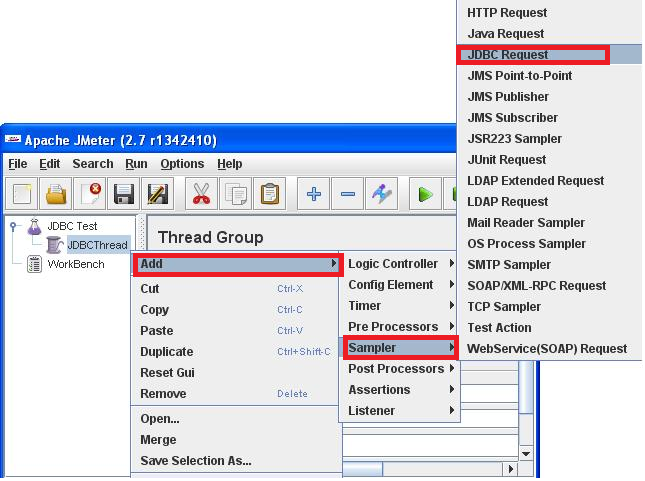 HTTP Request
Java Request
JDBC Request
JMS Point-to-Point
JMS Publisher
JMS Subscriber
JSR223 Sampler
JUnit Request
LDAP Extended Request
LDAP Request
Mail Reader Sampler
OS Process Sampler
SMTP Sampler
SOAP/XML-RPC Request
TCP Sampler
Test Action
WebService(SOAP) Request
Apache JMeter (2.7 r1342410)
File Edit Search Run Options Help
JDBC Test
JDBCThread
WorkBench
Thread Group
Add
Cut Ctrl-X
Copy Ctrl-C
Paste Ctrl-V
Duplicate Ctrl+Shift-C
Reset Gui
Remove Delete
Open...
Merge
Save Selection As...
Logic Controller
Config Element
Timer
Pre Processors
Sampler
Post Processors
Assertions
Listener